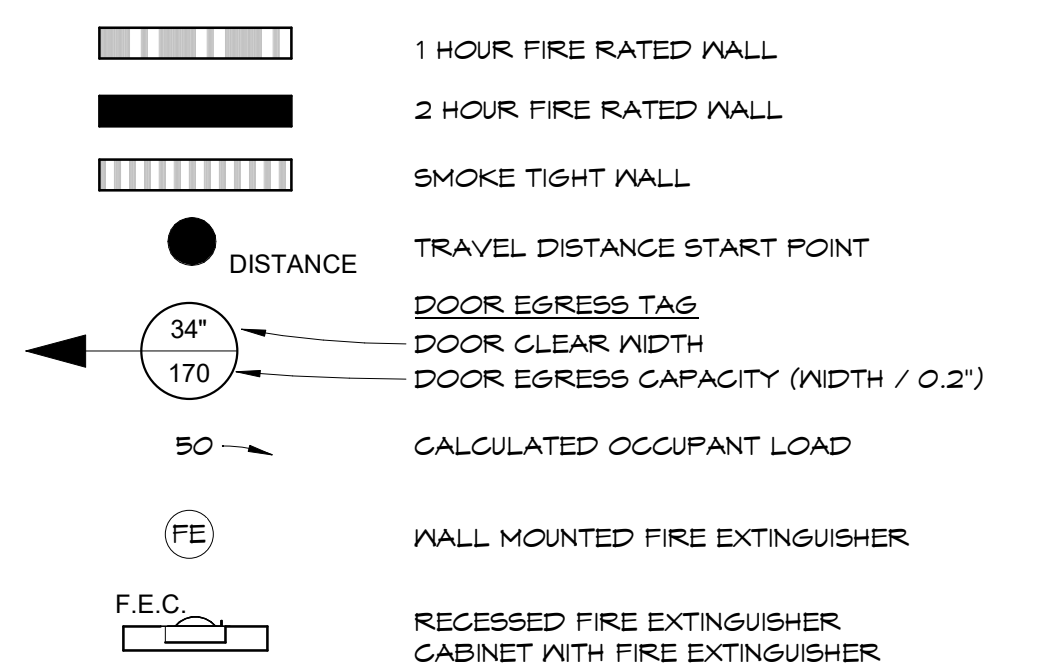 1 HOUR FIRE RATED WALL
2 HOUR FIRE RATED WALL
SMOKE TIGHT WALL
DISTANCE
TRAVEL DISTANCE START POINT
DOOR EGRESS TAG
34"
DOOR CLEAR WIDTH
170
DOOR EGRESS CAPACITY (WIDTH / 0.2")
50
CALCULATED OCCUPANT LOAD
FE
WALL MOUNTED FIRE EXTINGUISHER
F.E.C.
RECESSED FIRE EXTINGUISHER
CABINET WITH FIRE EXTINGUISHER